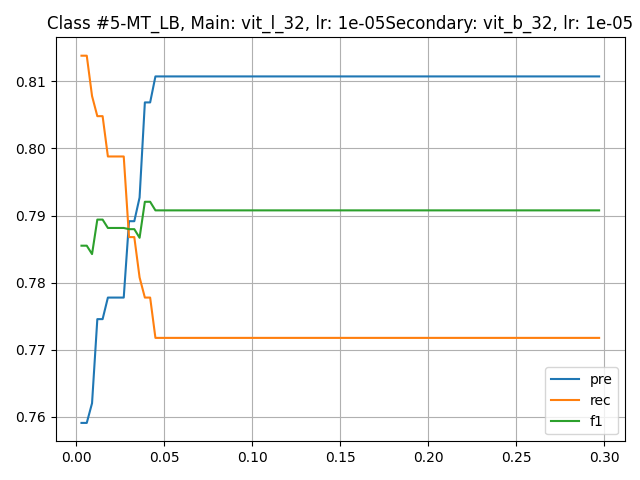 Class #5-MT_LB, Main: vit_l_32, lr: 1e-05Secondary: vit_b_32, lr: 1e-05
0.81
0.80
0.79
0.78
0.77
0.76
pre
rec
f1
0.00 0.05 0.10 0.15 0.20 0.25 0.30